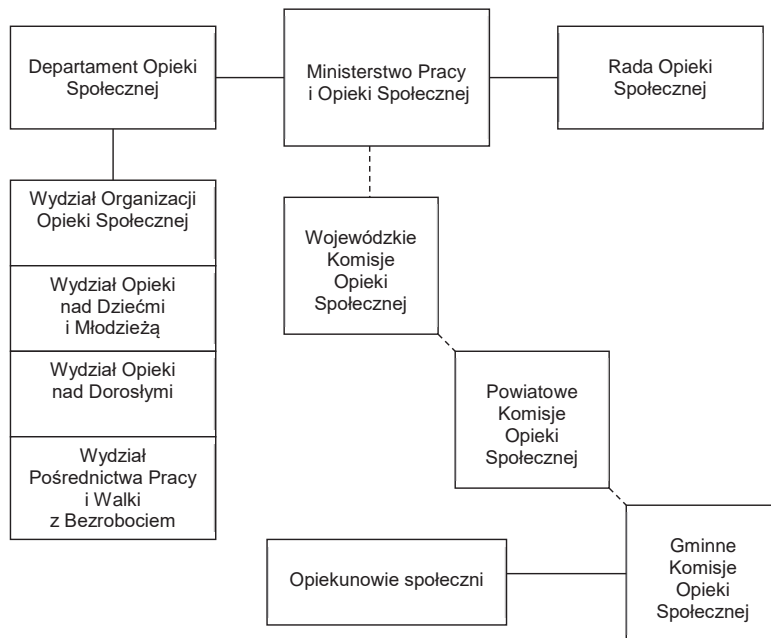 Departament Opieki
Społecznej
Ministerstwo Pracy
i Opieki Społecznej
Rada Opieki
Społecznej
Wydział Organizacji
Opieki Społecznej
Wydział Opieki
nad Dziećmi
i Młodzieżą
Wydział Opieki
nad Dorosłymi
Wydział
Pośrednictwa Pracy
i Walki
z Bezrobociem
Wojewódzkie
Komisje
Opieki
Społecznej
Powiatowe
Komisje
Opieki
Społecznej
Gminne
Komisje
Opieki
Społecznej
Opiekunowie społeczni